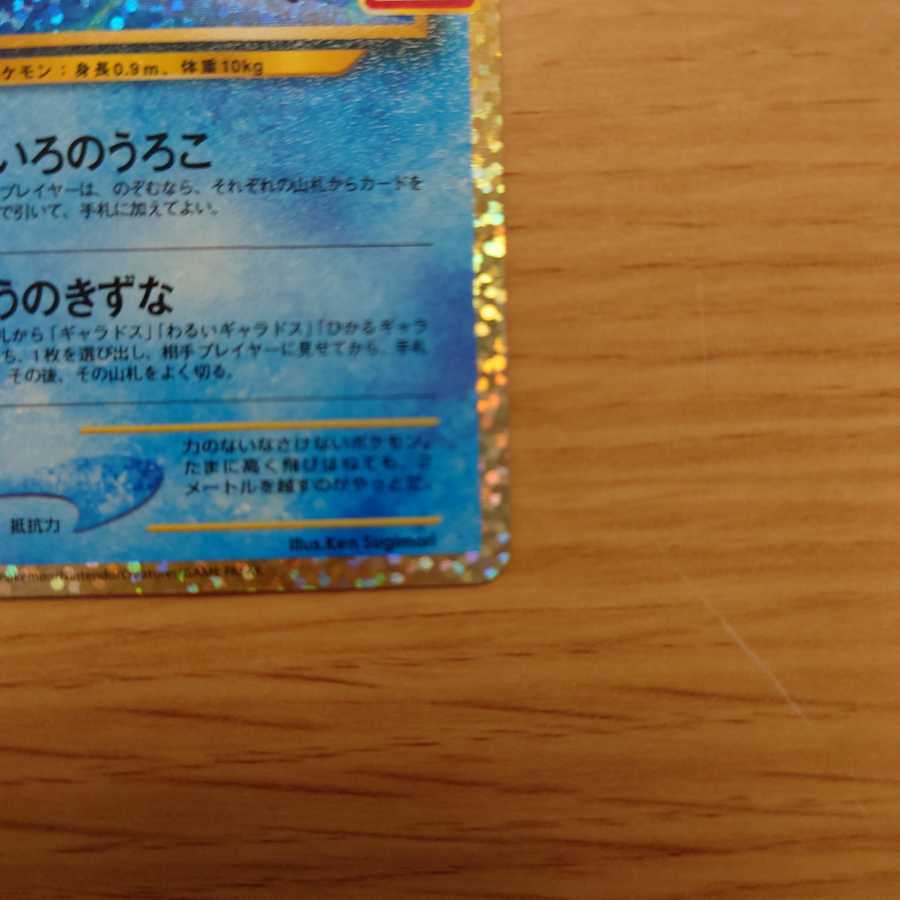 ケモン：身長0.9m、体重10kg
いろのうろこ
プレイヤーは、のぞむなら、それぞれの山札からカードを
で引いて、手札に加えてよい。
うのきずな
札から「ギャラドス」「わるいギャラドス」「ひかるギャラ
ち、1枚を選び出し、相手プレイヤーに見せてから、手札
その後、その山札をよく切る。
力のないなさけないポケモン。
たまに高く飛びはねても、2
メートルを越すのがやっと
抵抗力
Illus.Ken Sugimori
Pokémon/Nintendo/Creatures/GAME FREAK